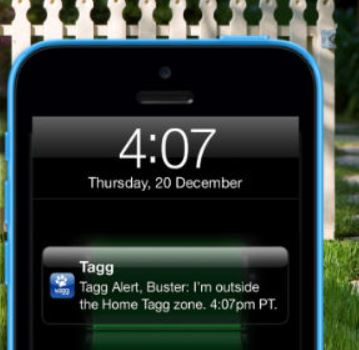 4:07
Thursday, 20 December
Tagg
Tagg Alert, Buster: I'm outside
the Home Tagg zone. 4:07pm PT.